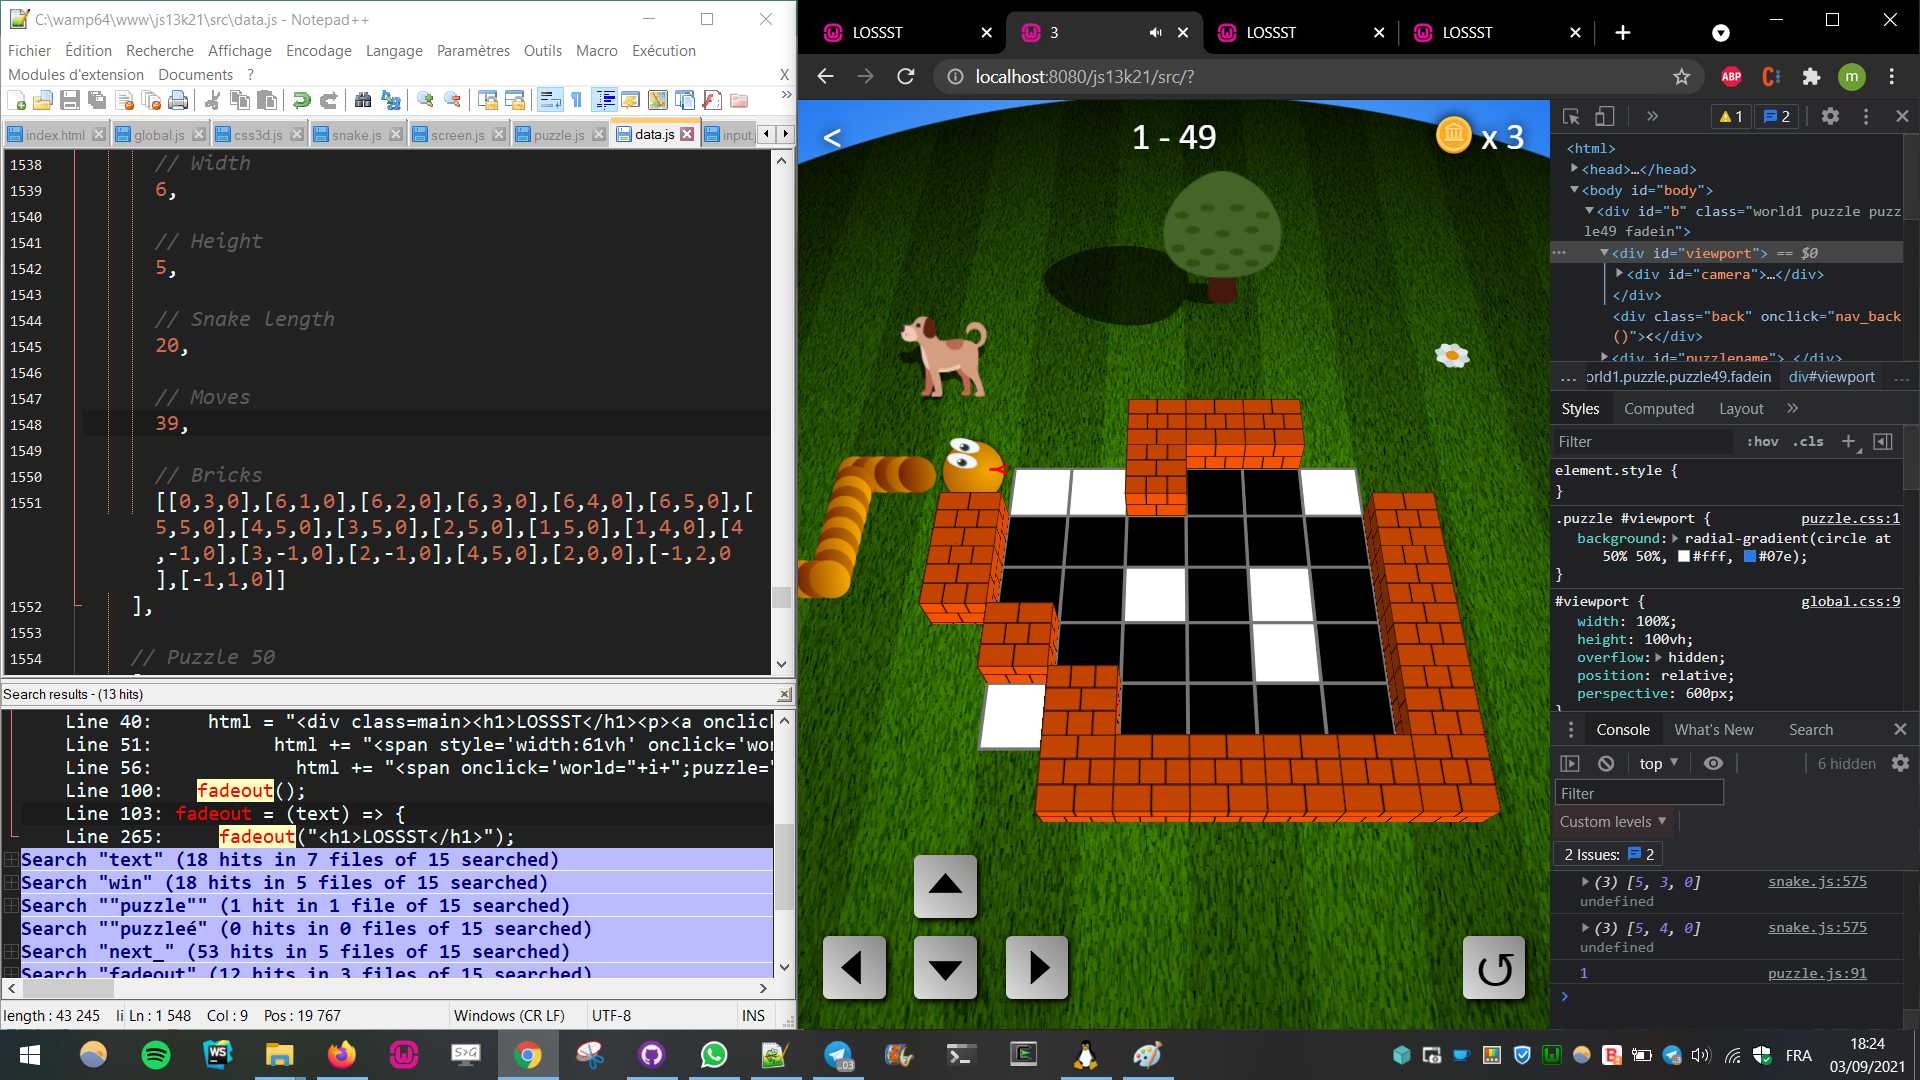 C:\wamp64\www\js13k21\src\data.js - Notepad++
Fichier Édition Recherche Affichage Encodage Langage Paramètres Outils Macro Exécution
Modules d'extension Documents ? X
index.html global.js css3d.js snake.js screen.js puzzle.js data.js input.
1538 // Width
1539 6,
1540
1541 // Height
1542 5,
1543
1544 // Snake length
1545 20,
1546
1547 // Moves
1548 39,
1549
1550 // Bricks
1551 [[0,3,0],[6,1,0],[6,2,0],[6,3,0],[6,4,0],[6,5,0],[
5,5,0],[4,5,0],[3,5,0],[2,5,0],[1,5,0],[1,4,0],[4
,-1,0],[3,-1,0],[2,-1,0],[4,5,0],[2,0,0],[-1,2,0
],[-1,1,0]]
1552 ],
1553
1554 // Puzzle 50
Search results - (13 hits)
Line 40: html = "<div class=main><h1>LOSSST</h1><p><a onclic
Line 51: html += "<span style='width:61vh' onclick='wo
Line 56: html += "<span onclick='world="+i+";puzzle='
Line 100: fadeout();
Line 103: fadeout = (text) => {
Line 265: fadeout("<h1>LOSSST</h1>");
Search "text" (18 hits in 7 files of 15 searched)
Search "win" (18 hits in 5 files of 15 searched)
Search ""puzzle"" (1 hit in 1 file of 15 searched)
Search ""puzzleé" (0 hits in 0 files of 15 searched)
Search "next_" (53 hits in 5 files of 15 searched)
Search "fadeout" (12 hits in 3 files of 15 searched)
length : 43 245 li Ln : 1 548 Col : 9 Pos : 19 767 Windows (CR LF) UTF-8 INS
LOSSST 3 LOSSST LOSSST
localhost:8080/js13k21/src/?
ABP m
< 1 - 49 x 3
1 2
<html>
<head>…</head>
<body id="body">
<div id="b" class="world1 puzzle puzz
le49 fadein">
<div id="viewport"> == $0
<div id="camera">…</div>
</div>
<div class="back" onclick="nav_back
()"><</div>
<div id="puzzlename"> </div>
… orld1.puzzle.puzzle49.fadein div#viewport …
Styles Computed Layout »
Filter :hov .cls +
element.style {
}
.puzzle #viewport { puzzle.css:1
background: radial-gradient(circle at
50% 50%, #fff, #07e);
}
#viewport { global.css:9
width: 100%;
height: 100vh;
overflow: hidden;
position: relative;
perspective: 600px;
Console What's New Search
top 6 hidden
Filter
Custom levels
2 Issues: 2
(3) [5, 3, 0] snake.js:575
undefined
(3) [5, 4, 0] snake.js:575
undefined
1 puzzle.js:91
WS S>G FRA
18:24
03/09/2021